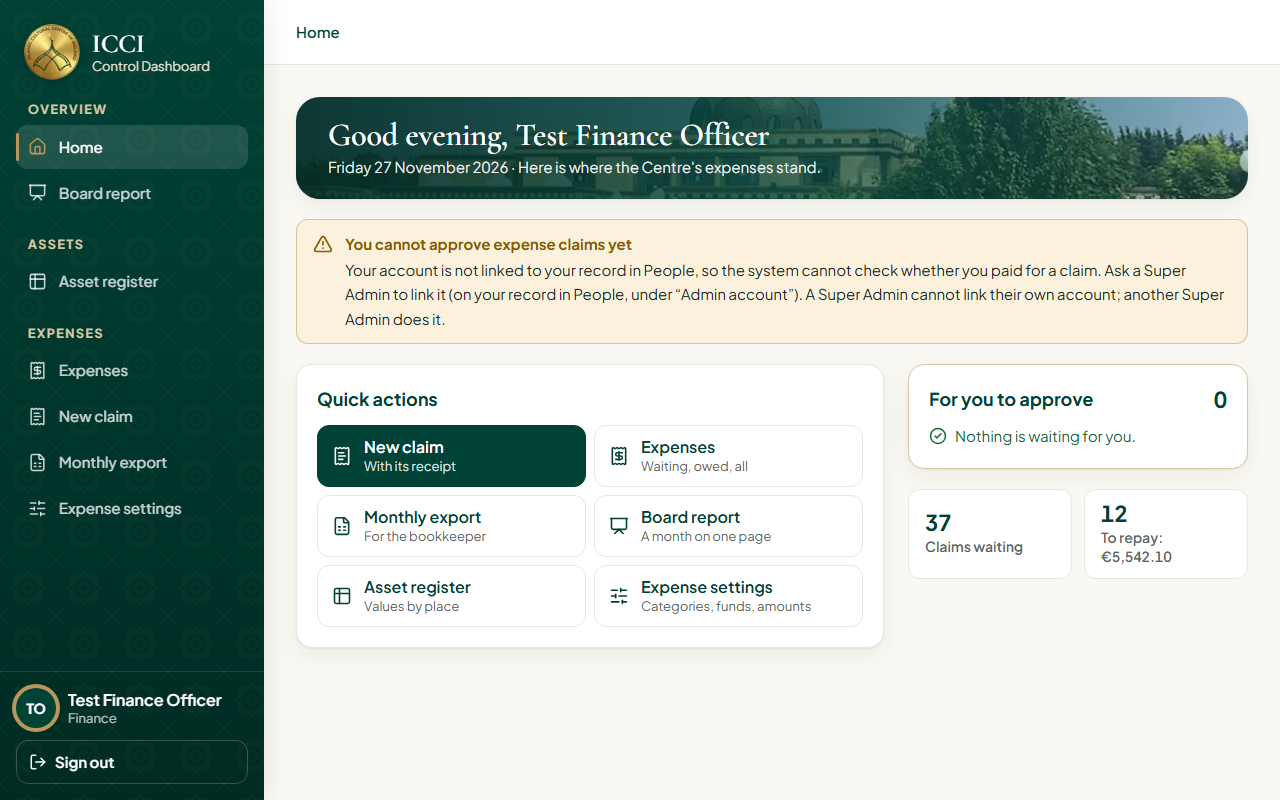 ICCI
Control Dashboard
OVERVIEW
Home
Board report
ASSETS
Asset register
EXPENSES
Expenses
New claim
Monthly export
Expense settings
TO
Test Finance Officer
Finance
Sign out
Home
Good evening, Test Finance Officer
Friday 27 November 2026 · Here is where the Centre's expenses stand.
You cannot approve expense claims yet
Your account is not linked to your record in People, so the system cannot check whether you paid for a claim. Ask a Super
Admin to link it (on your record in People, under “Admin account”). A Super Admin cannot link their own account; another Super
Admin does it.
Quick actions
New claim
With its receipt
Expenses
Waiting, owed, all
Monthly export
For the bookkeeper
Board report
A month on one page
Asset register
Values by place
Expense settings
Categories, funds, amounts
For you to approve
0
Nothing is waiting for you.
37
Claims waiting
12
To repay:
€5,542.10